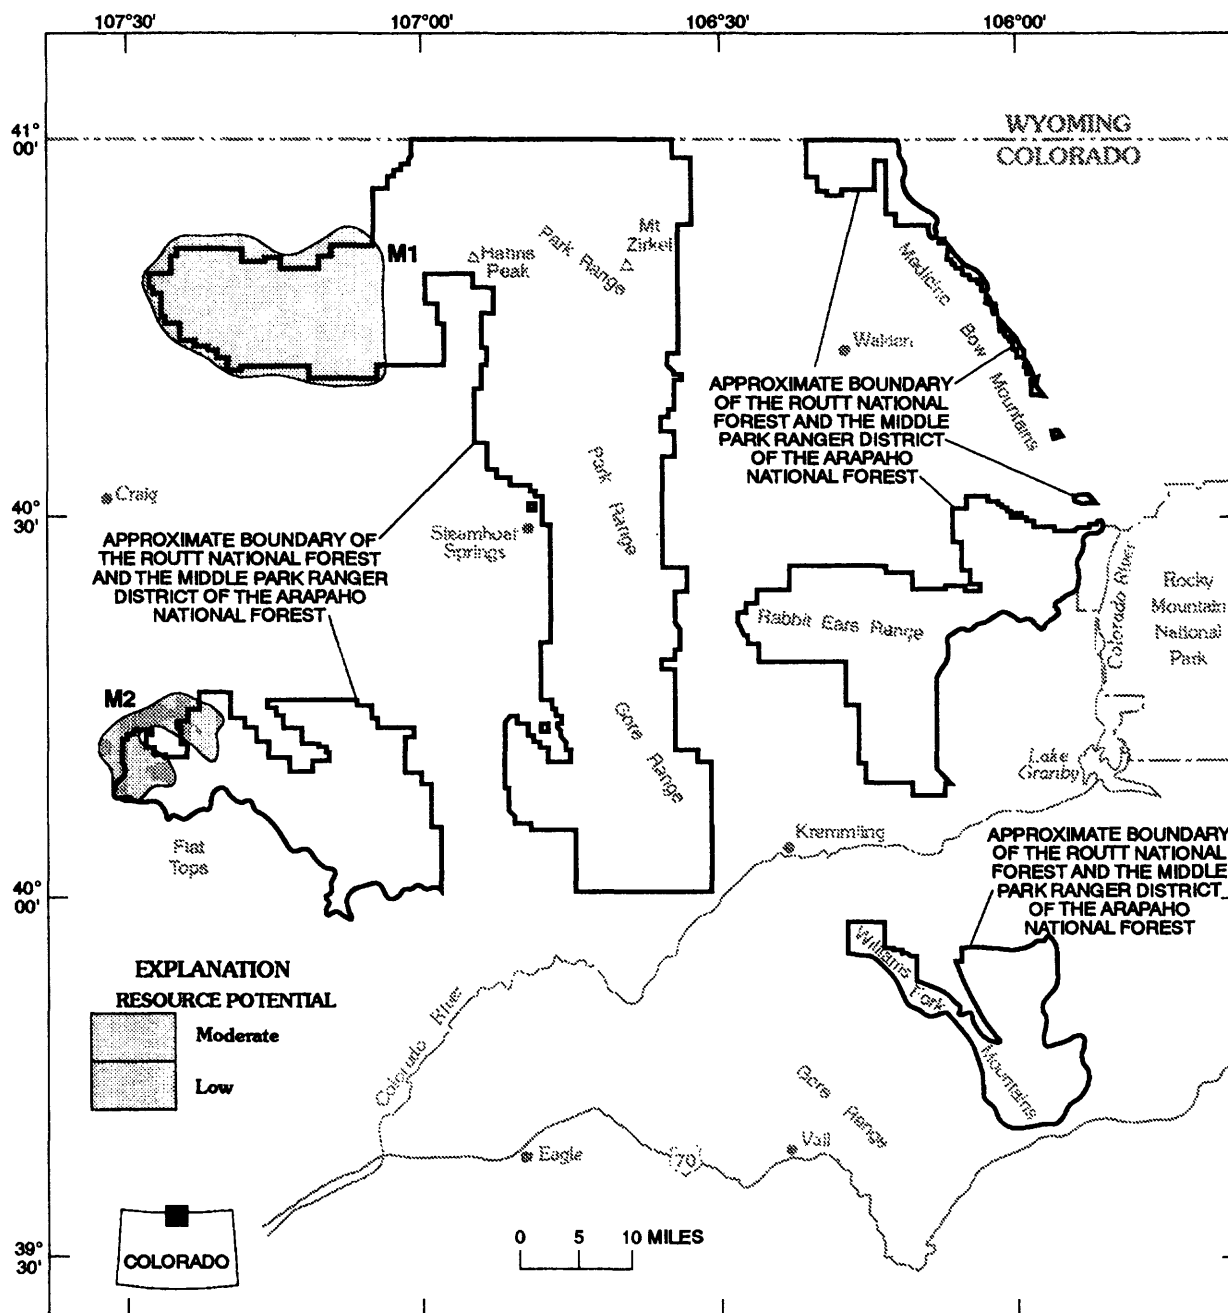 107°30'
107°00'
106°30'
106°00'
41°
00'
WYOMING
COLORADO
M1
Hahns
Peak
Park Range
Mt
Zirkel
Medicine Bow Mountains
Walden
APPROXIMATE BOUNDARY
OF THE ROUTT NATIONAL
FOREST AND THE MIDDLE
PARK RANGER DISTRICT
OF THE ARAPAHO
NATIONAL FOREST
Park Range
Craig
40°
30'
Steamboat
Springs
APPROXIMATE BOUNDARY OF
THE ROUTT NATIONAL FOREST
AND THE MIDDLE PARK RANGER
DISTRICT OF THE ARAPAHO
NATIONAL FOREST
Rabbit Ears Range
Colorado River
Rocky
Mountain
National
Park
M2
Gore Range
Lake
Granby
Flat
Tops
Kremmling
APPROXIMATE BOUNDARY
OF THE ROUTT NATIONAL
FOREST AND THE MIDDLE
PARK RANGER DISTRICT
OF THE ARAPAHO
NATIONAL FOREST
40°
00'
Williams Fork Mountains
EXPLANATION
RESOURCE POTENTIAL
Moderate
Low
Colorado River
Gore Range
Eagle
70
Vail
0 5 10 MILES
COLORADO
39°
30'